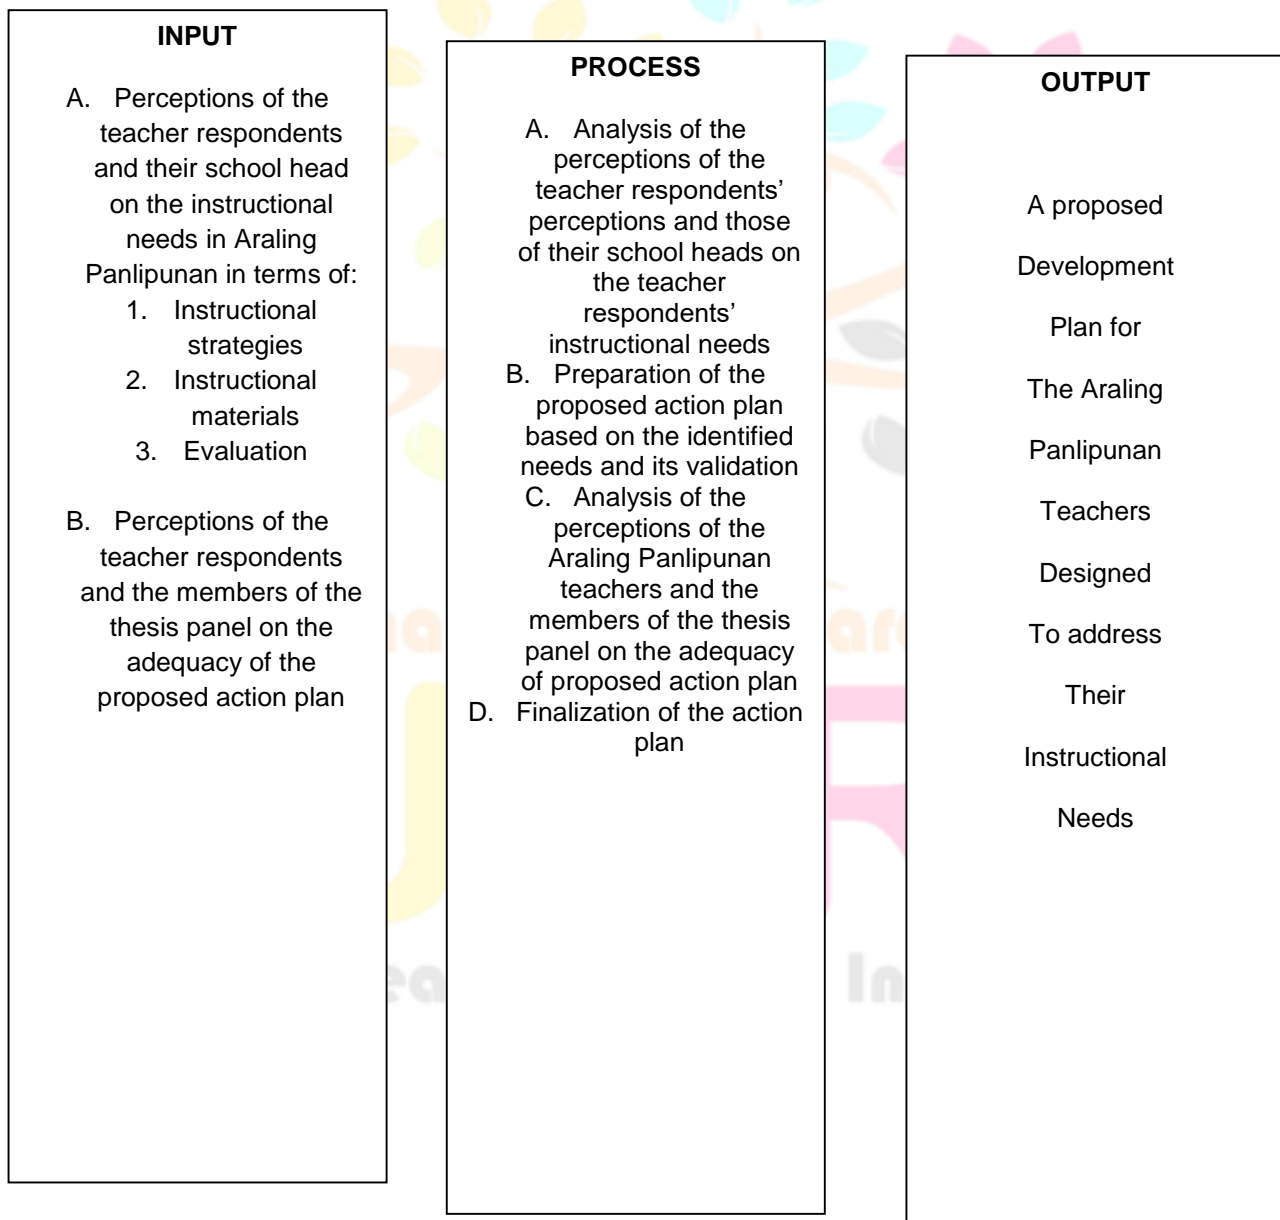 INPUT
A. Perceptions of the
teacher respondents
and their school head
on the instructional
needs in Araling
Panlipunan in terms of:
1. Instructional
strategies
2. Instructional
materials
3. Evaluation
B. Perceptions of the
teacher respondents
and the members of the
thesis panel on the
adequacy of the
proposed action plan
PROCESS
A. Analysis of the
perceptions of the
teacher respondents’
perceptions and those
of their school heads on
the teacher
respondents’
instructional needs
B. Preparation of the
proposed action plan
based on the identified
needs and its validation
C. Analysis of the
perceptions of the
Araling Panlipunan
teachers and the
members of the thesis
panel on the adequacy
of proposed action plan
D. Finalization of the action
plan
OUTPUT
A proposed
Development
Plan for
The Araling
Panlipunan
Teachers
Designed
To address
Their
Instructional
Needs